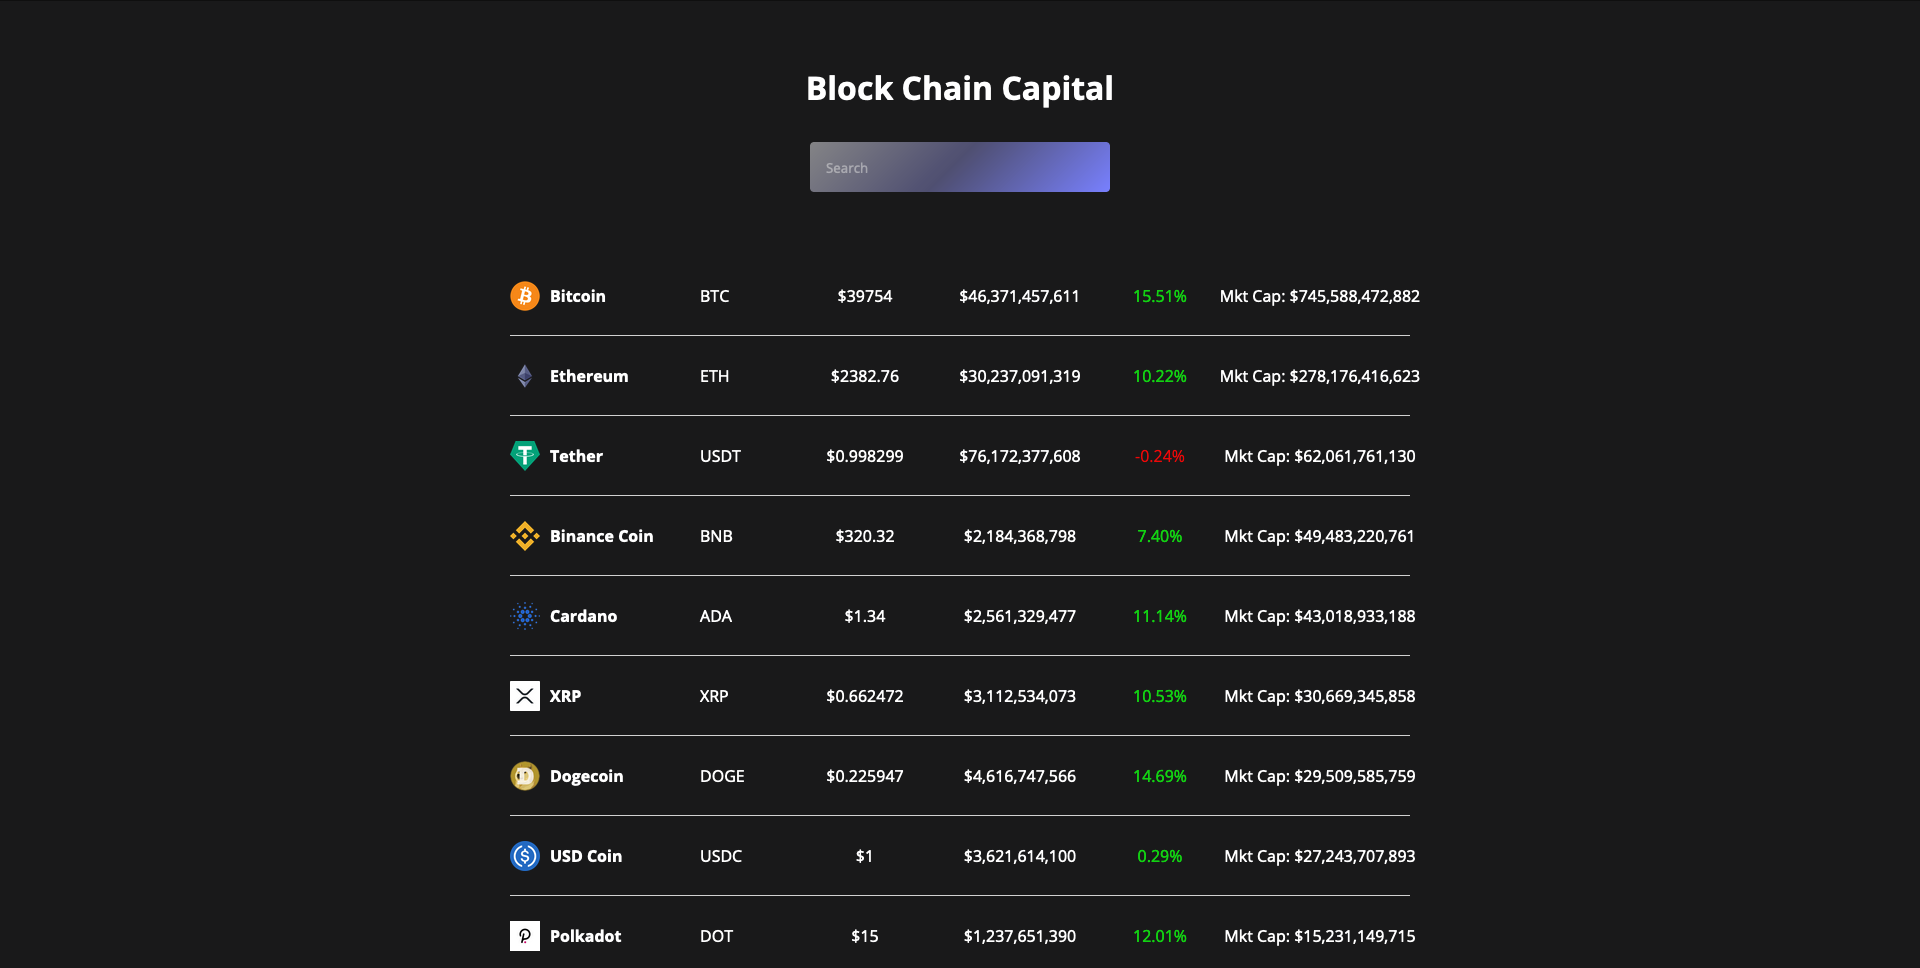 Block Chain Capital
Search
Bitcoin BTC $39754 $46,371,457,611 15.51% Mkt Cap: $745,588,472,882
Ethereum ETH $2382.76 $30,237,091,319 10.22% Mkt Cap: $278,176,416,623
Tether USDT $0.998299 $76,172,377,608 -0.24% Mkt Cap: $62,061,761,130
Binance Coin BNB $320.32 $2,184,368,798 7.40% Mkt Cap: $49,483,220,761
Cardano ADA $1.34 $2,561,329,477 11.14% Mkt Cap: $43,018,933,188
XRP XRP $0.662472 $3,112,534,073 10.53% Mkt Cap: $30,669,345,858
Dogecoin DOGE $0.225947 $4,616,747,566 14.69% Mkt Cap: $29,509,585,759
USD Coin USDC $1 $3,621,614,100 0.29% Mkt Cap: $27,243,707,893
Polkadot DOT $15 $1,237,651,390 12.01% Mkt Cap: $15,231,149,715